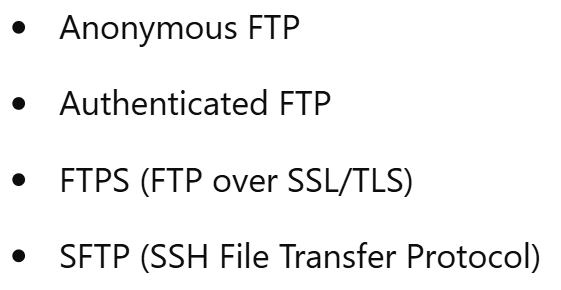 • Anonymous FTP
• Authenticated FTP
• FTPS (FTP over SSL/TLS)
• SFTP (SSH File Transfer Protocol)